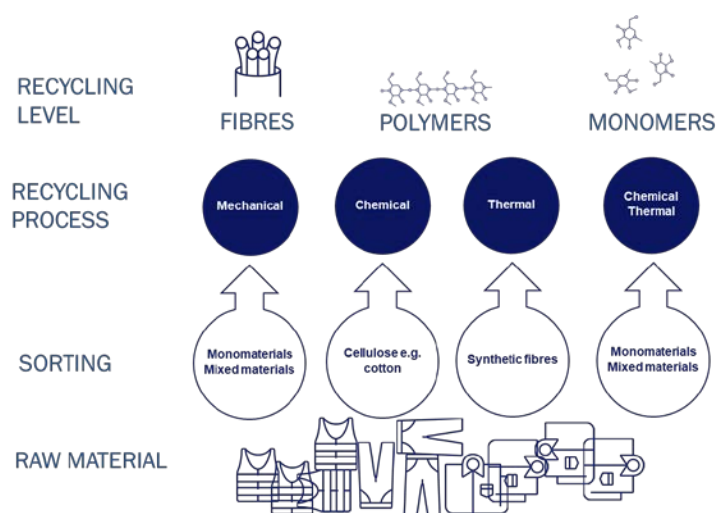 RECYCLING
LEVEL
FIBRES
POLYMERS
MONOMERS
RECYCLING
PROCESS
Mechanical
Chemical
Thermal
Chemical
Thermal
SORTING
Monomaterials
Mixed materials
Cellulose e.g.
cotton
Synthetic fibres
Monomaterials
Mixed materials
RAW MATERIAL